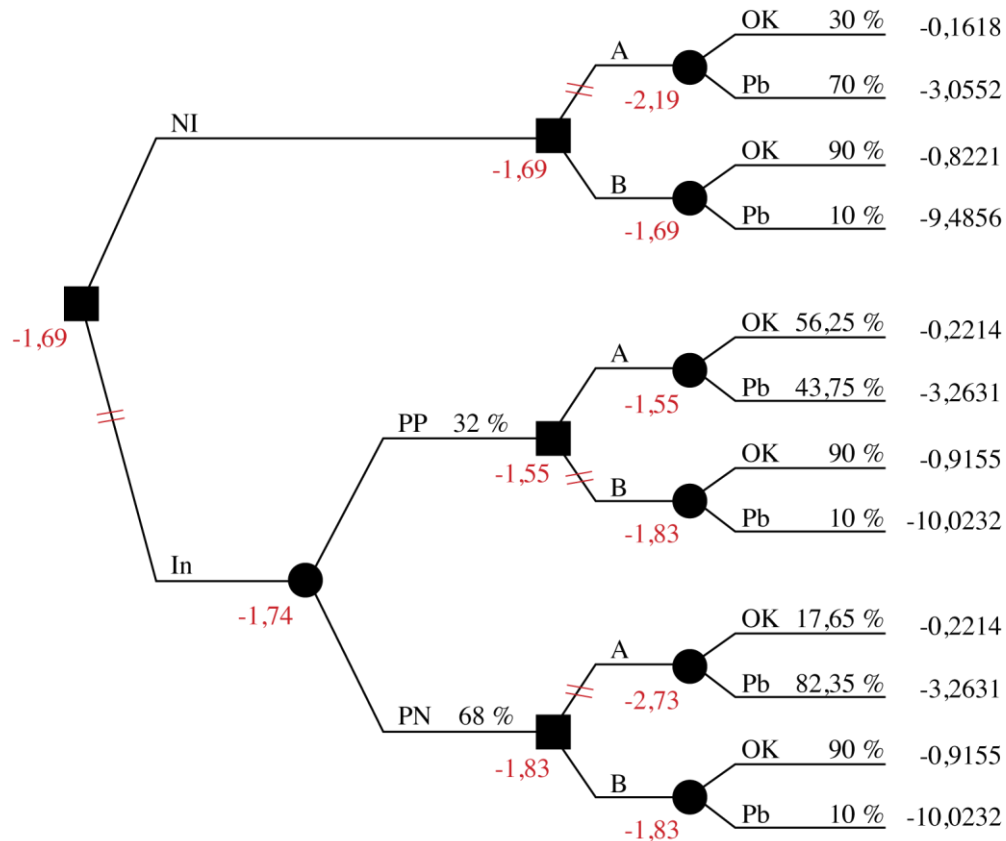 OK 30 % -0,1618
A
-2,19
Pb 70 % -3,0552
NI
-1,69
OK 90 % -0,8221
B
-1,69
Pb 10 % -9,4856
-1,69
OK 56,25 % -0,2214
A
-1,55
Pb 43,75 % -3,2631
PP 32 %
-1,55
OK 90 % -0,9155
B
-1,83
Pb 10 % -10,0232
In
-1,74
OK 17,65 % -0,2214
A
-2,73
Pb 82,35 % -3,2631
PN 68 %
-1,83
OK 90 % -0,9155
B
-1,83
Pb 10 % -10,0232